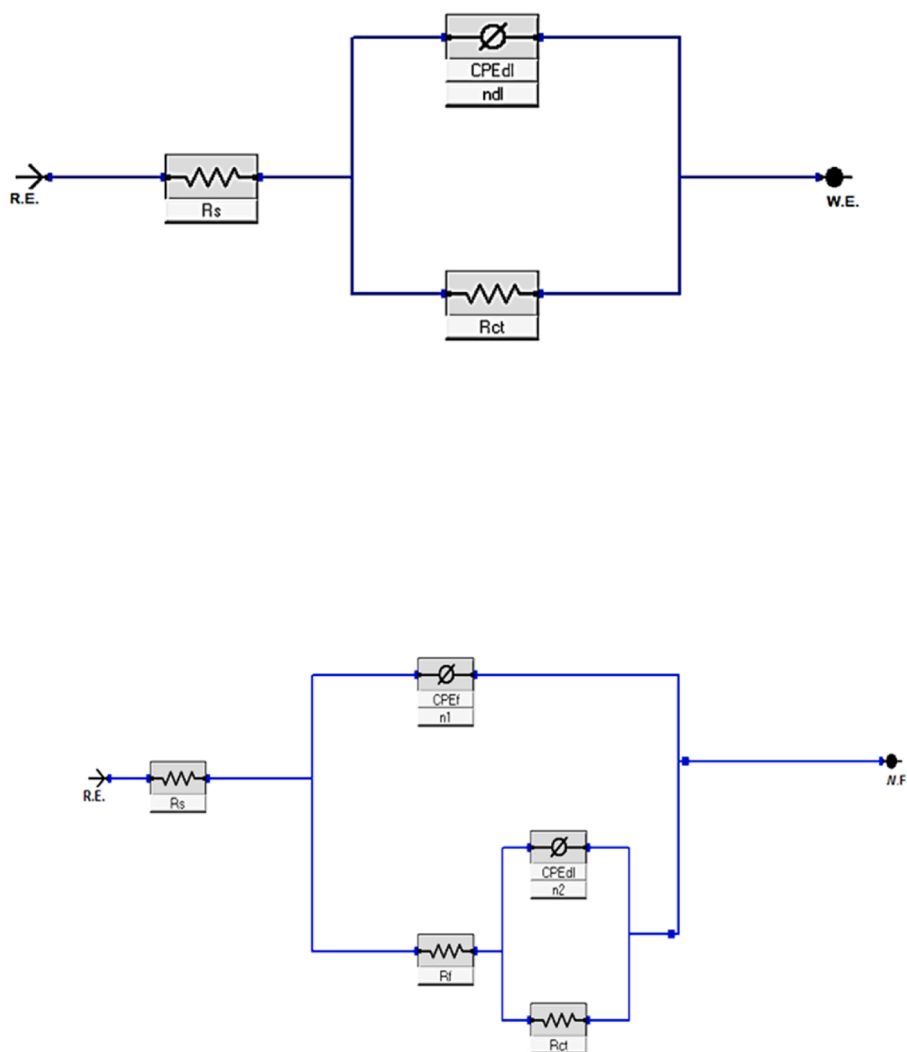 CPEdl
ndl
R.E.
Rs
W.E.
Rct
CPEf
n1
R.E.
Rs
CPEdl
n2
Rf
Rct